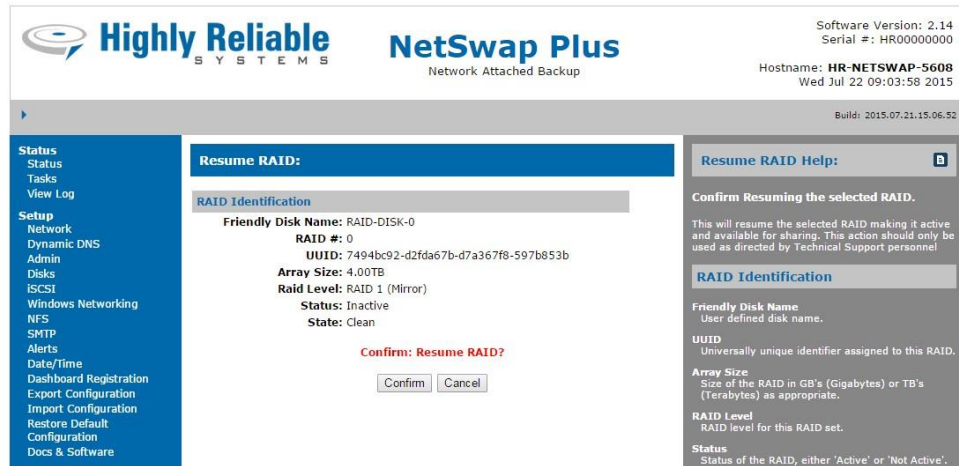 Highly Reliable
SYSTEMS
NetSwap Plus
Network Attached Backup
Software Version: 2.14
Serial #: HR00000000
Hostname: HR-NETSWAP-5608
Wed Jul 22 09:03:58 2015
Build: 2015.07.21.15.06.52
Status
Status
Tasks
View Log
Setup
Network
Dynamic DNS
Admin
Disks
iSCSI
Windows Networking
NFS
SMTP
Alerts
Date/Time
Dashboard Registration
Export Configuration
Import Configuration
Restore Default
Configuration
Docs & Software
Resume RAID:
RAID Identification
Friendly Disk Name: RAID-DISK-0
RAID #: 0
UUID: 7494bc92-d2fda67b-d7a367f8-597b853b
Array Size: 4.00TB
Raid Level: RAID 1 (Mirror)
Status: Inactive
State: Clean
Confirm: Resume RAID?
Confirm Cancel
Resume RAID Help:
Confirm Resuming the selected RAID.
This will resume the selected RAID making it active
and available for sharing. This action should only be
used as directed by Technical Support personnel
RAID Identification
Friendly Disk Name
User defined disk name.
UUID
Universally unique identifier assigned to this RAID.
Array Size
Size of the RAID in GB's (Gigabytes) or TB's
(Terabytes) as appropriate.
RAID Level
RAID level for this RAID set.
Status
Status of the RAID, either 'Active' or 'Not Active'.